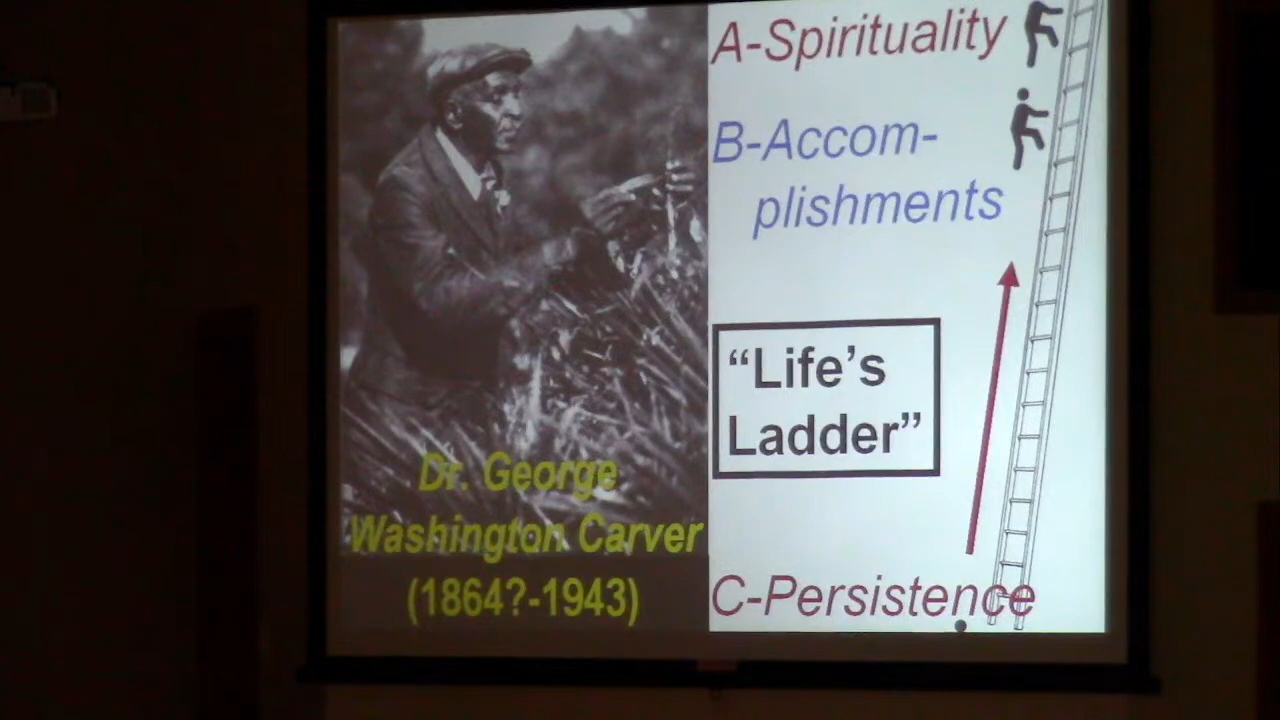 Dr. George
Washington Carver
(1864?-1943)
A-Spirituality
B-Accom-
plishments
“Life’s
Ladder”
C-Persistence